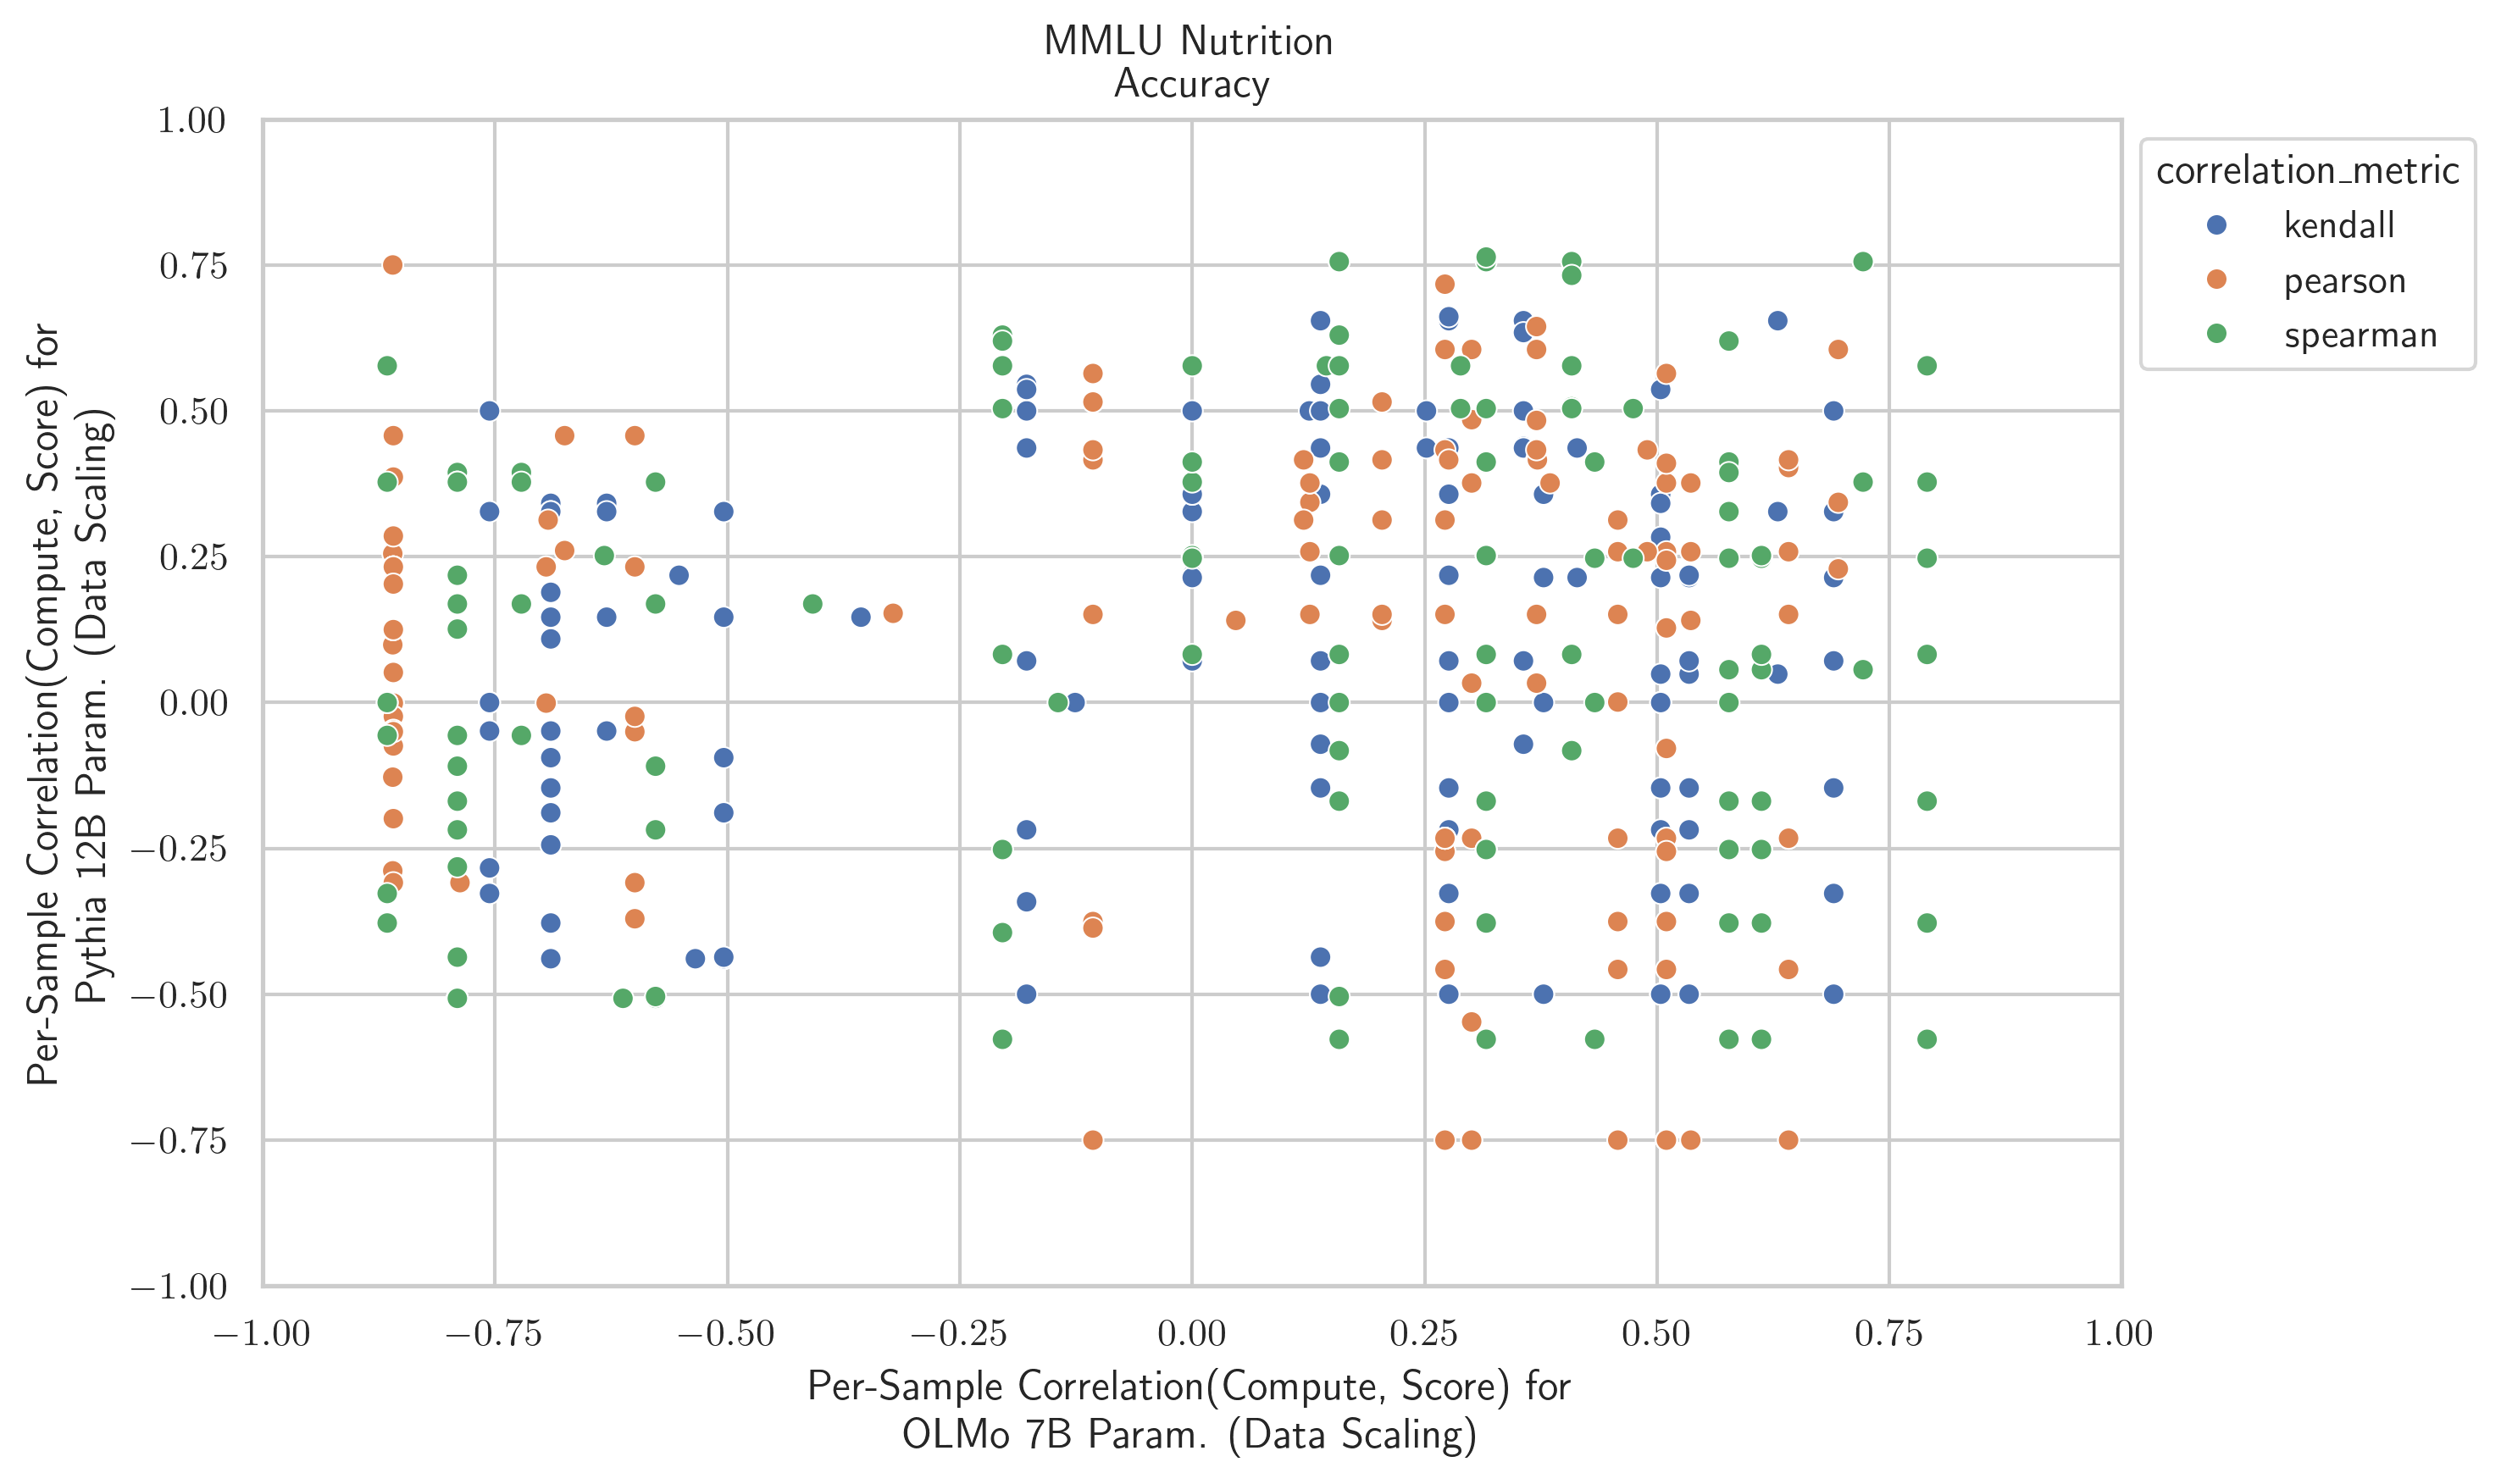 MMLU Nutrition
Accuracy
Per-Sample Correlation(Compute, Score) for
Pythia 12B Param. (Data Scaling)
1.00
0.75
0.50
0.25
0.00
−0.25
−0.50
−0.75
−1.00
−1.00
−0.75
−0.50
−0.25
0.00
0.25
0.50
0.75
1.00
Per-Sample Correlation(Compute, Score) for
OLMo 7B Param. (Data Scaling)
correlation_metric
kendall
pearson
spearman